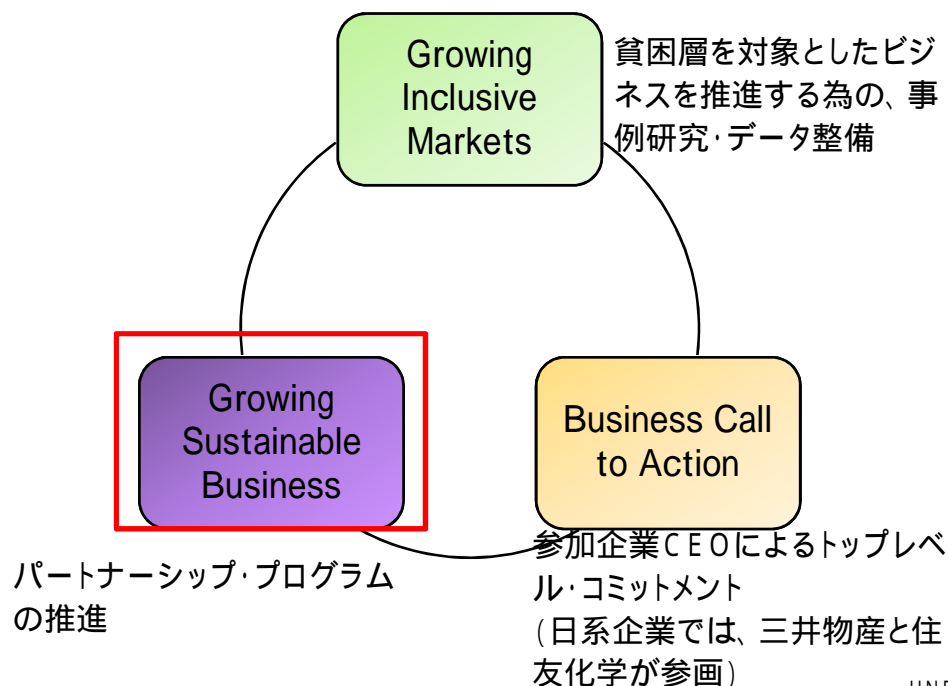 Growing
Inclusive
Markets
貧困層を対象としたビジ
ネスを推進する為の、事
例研究・データ整備
Growing
Sustainable
Business
Business Call
to Action
パートナーシップ・プログラム
の推進
参加企業CEOによるトップレベ
ル・コミットメント
(日系企業では、三井物産と住
友化学が参画)